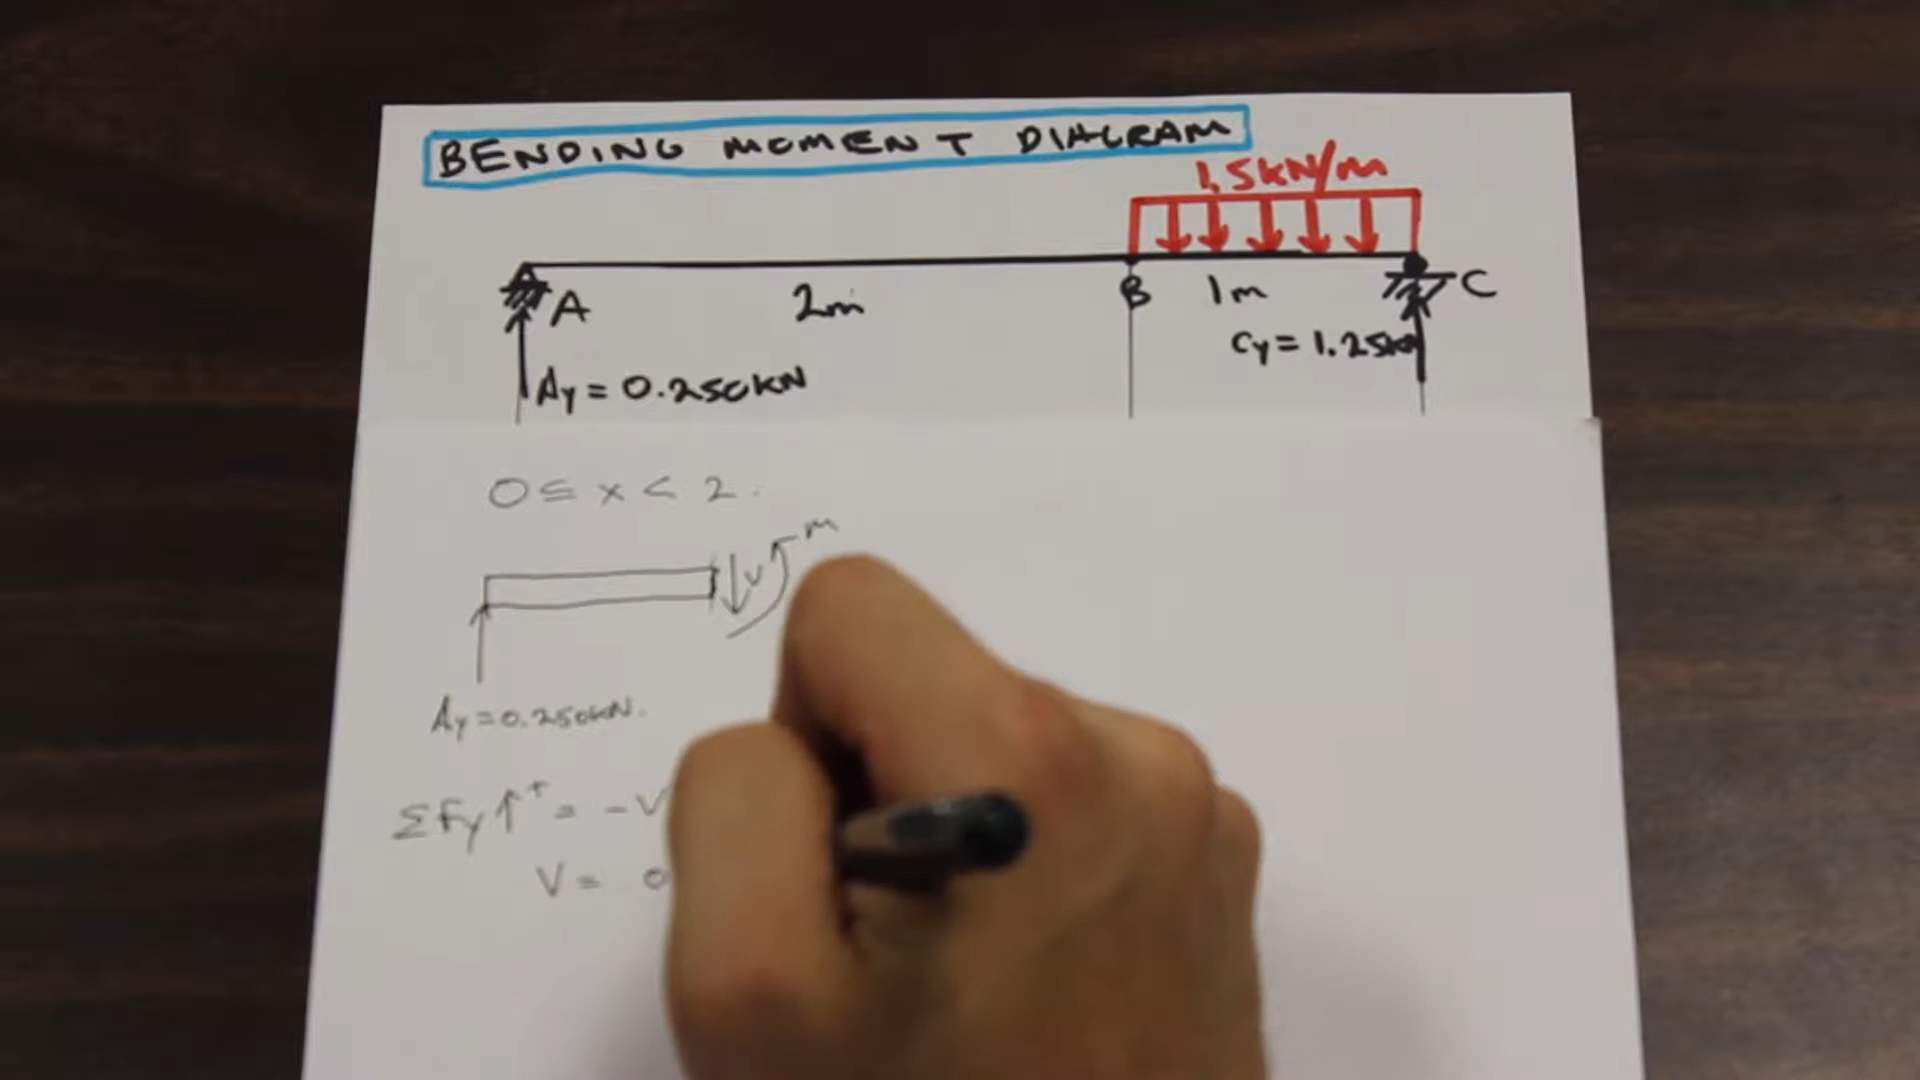 BENDING MOMENT DIAGRAM
1.5kN/m
A
2m
B
1m
C
Cy = 1.25kN
Ay = 0.250kN
0 ≤ x < 2.
M
V
Ay = 0.250kN.
ΣFy↑+ = -V
V = 0